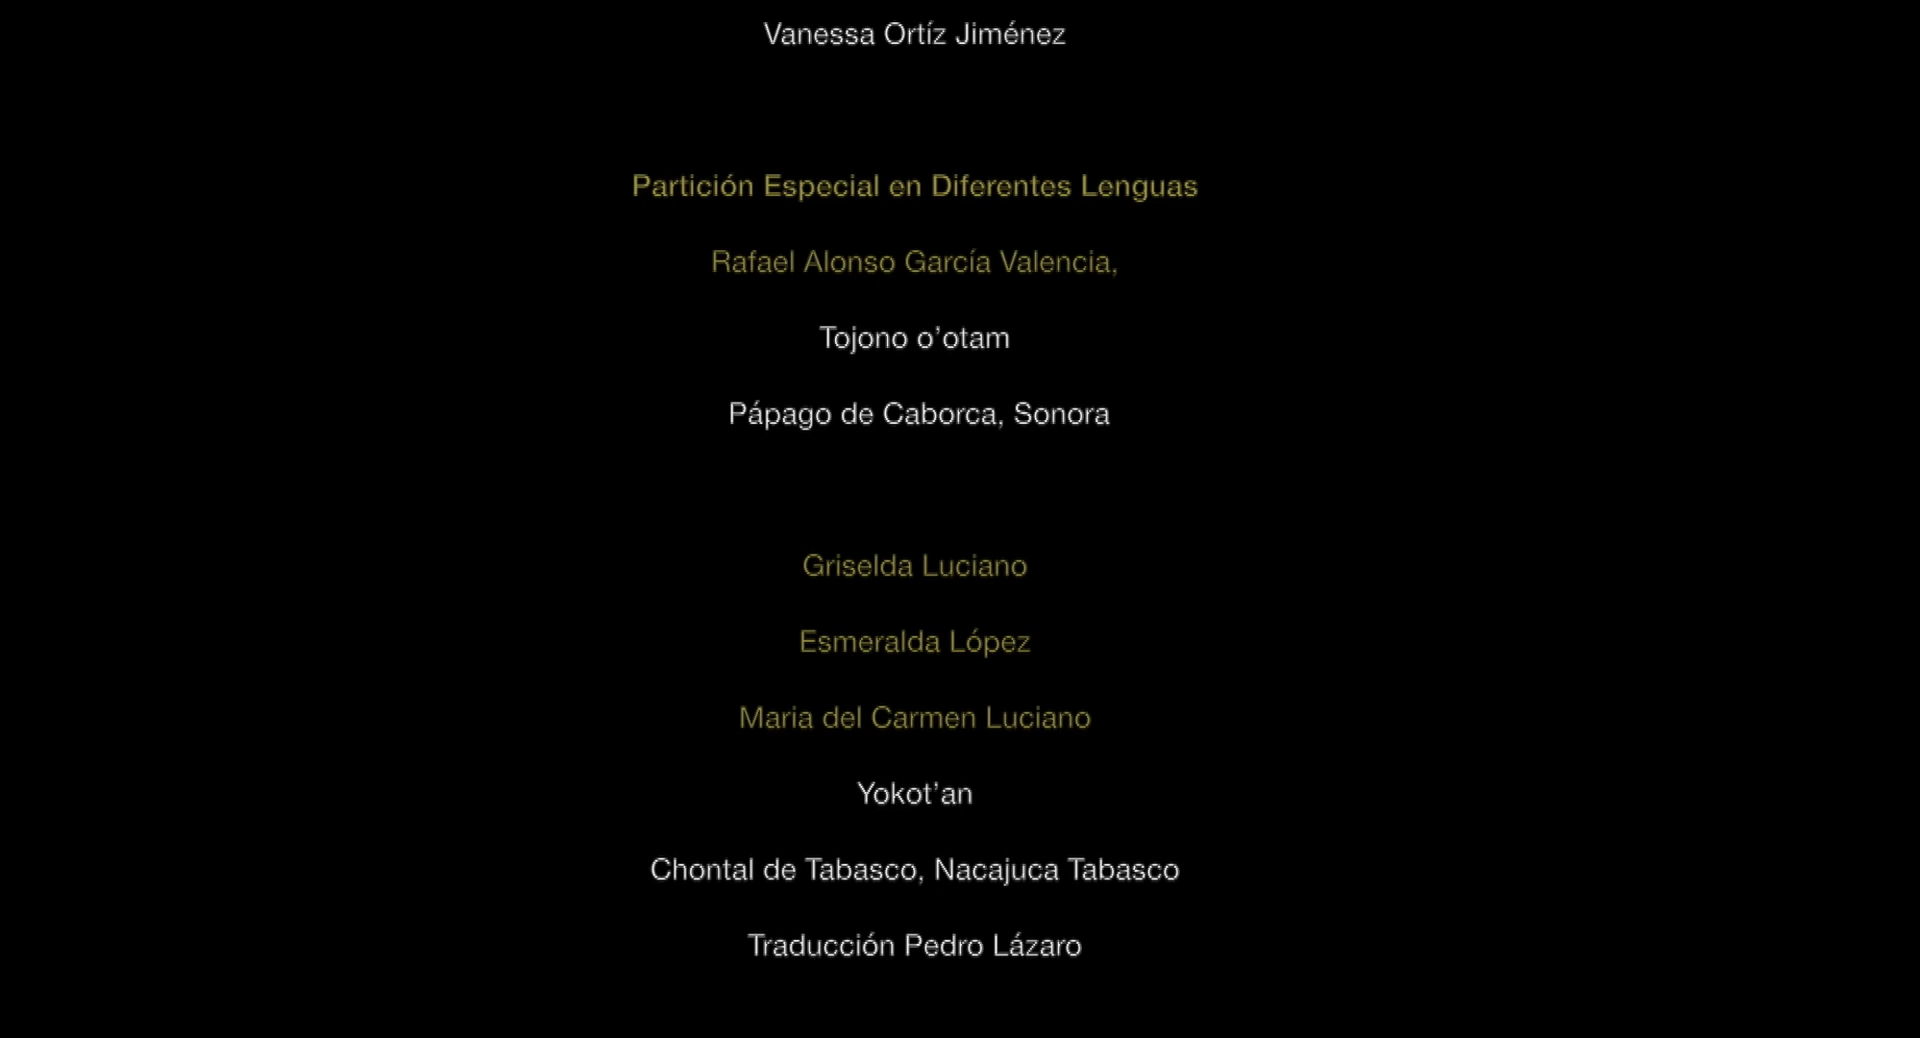 Vanessa Ortíz Jiménez
Partición Especial en Diferentes Lenguas
Rafael Alonso García Valencia,
Tojono o’otam
Pápago de Caborca, Sonora
Griselda Luciano
Esmeralda López
Maria del Carmen Luciano
Yokot’an
Chontal de Tabasco, Nacajuca Tabasco
Traducción Pedro Lázaro